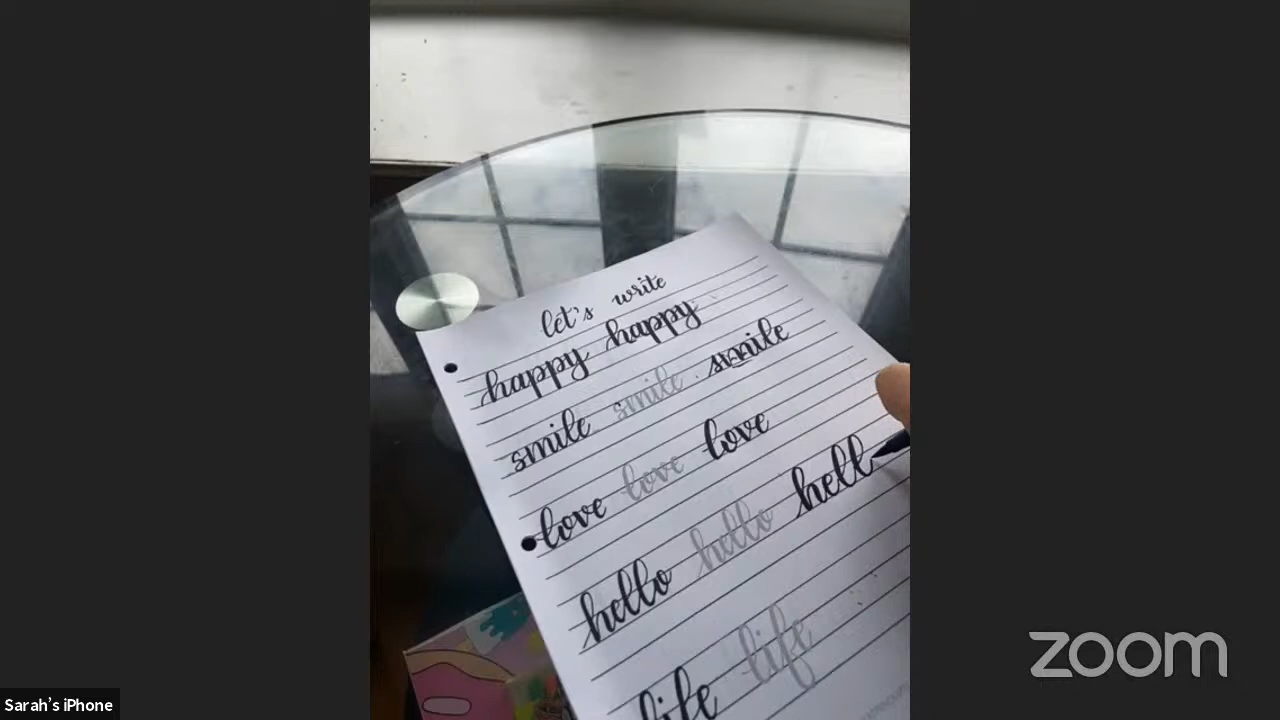 let's write
happy happy
smile smile smile
love love love
hello hello hell
life life
zoom
Sarah's iPhone